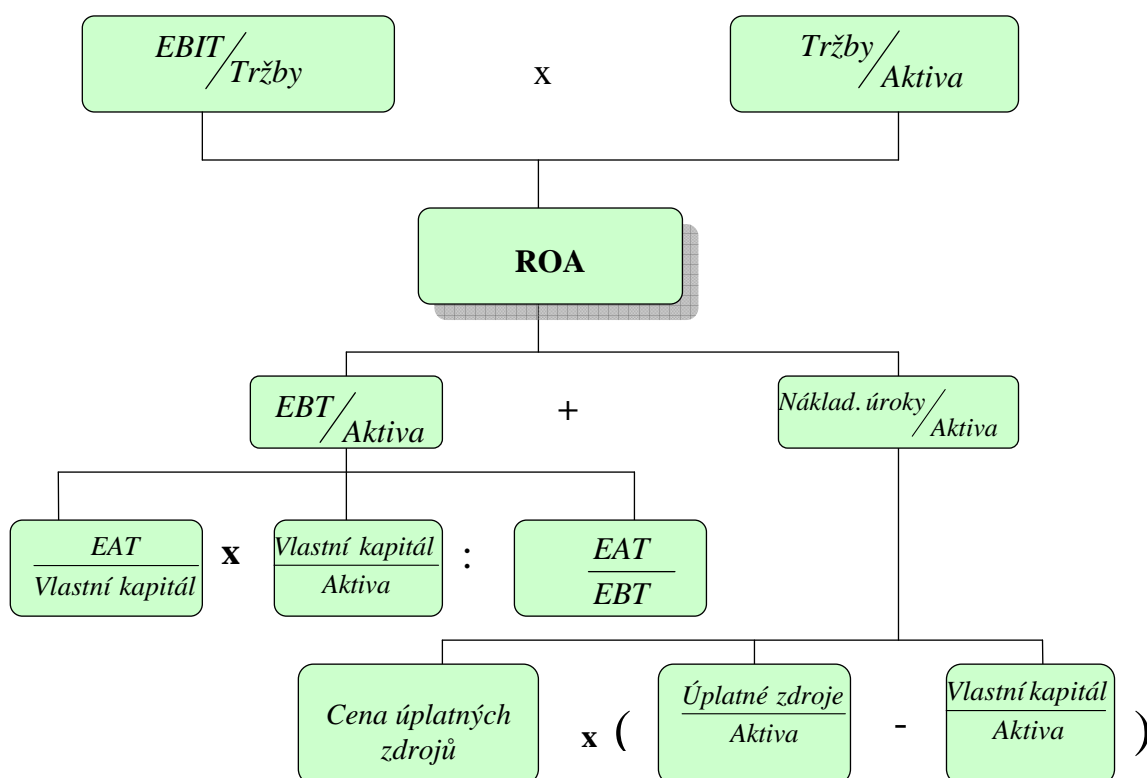 EBIT/Tržby x Tržby/Aktiva
ROA
EBT/Aktiva + Náklad. úroky/Aktiva
EAT
Vlastní kapitál
x
Vlastní kapitál
Aktiva
:
EAT
EBT
Cena úplatných
zdrojů
x (
Úplatné zdroje
Aktiva
-
Vlastní kapitál
Aktiva
)